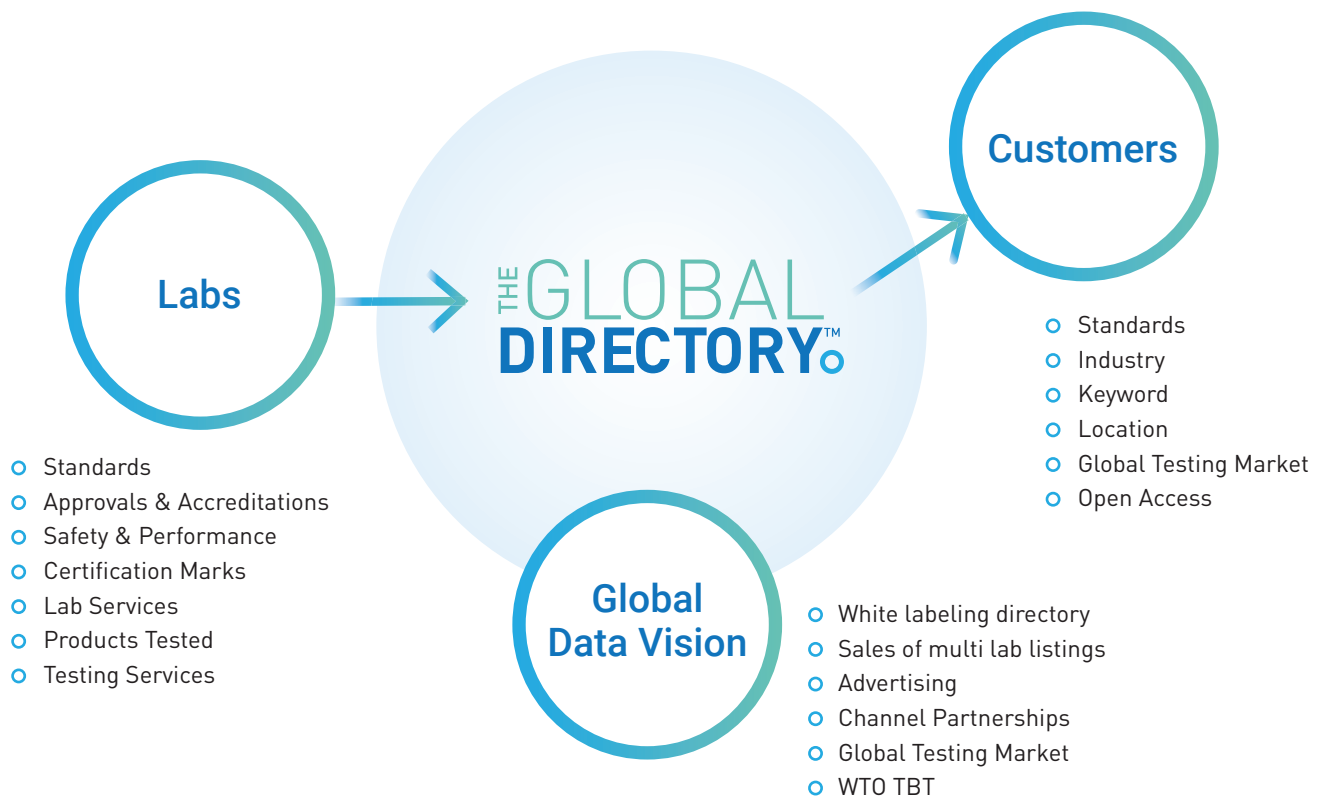 Labs
Standards
Approvals & Accreditations
Safety & Performance
Certification Marks
Lab Services
Products Tested
Testing Services
THE GLOBAL
DIRECTORY™
Global
Data Vision
White labeling directory
Sales of multi lab listings
Advertising
Channel Partnerships
Global Testing Market
WTO TBT
Customers
Standards
Industry
Keyword
Location
Global Testing Market
Open Access